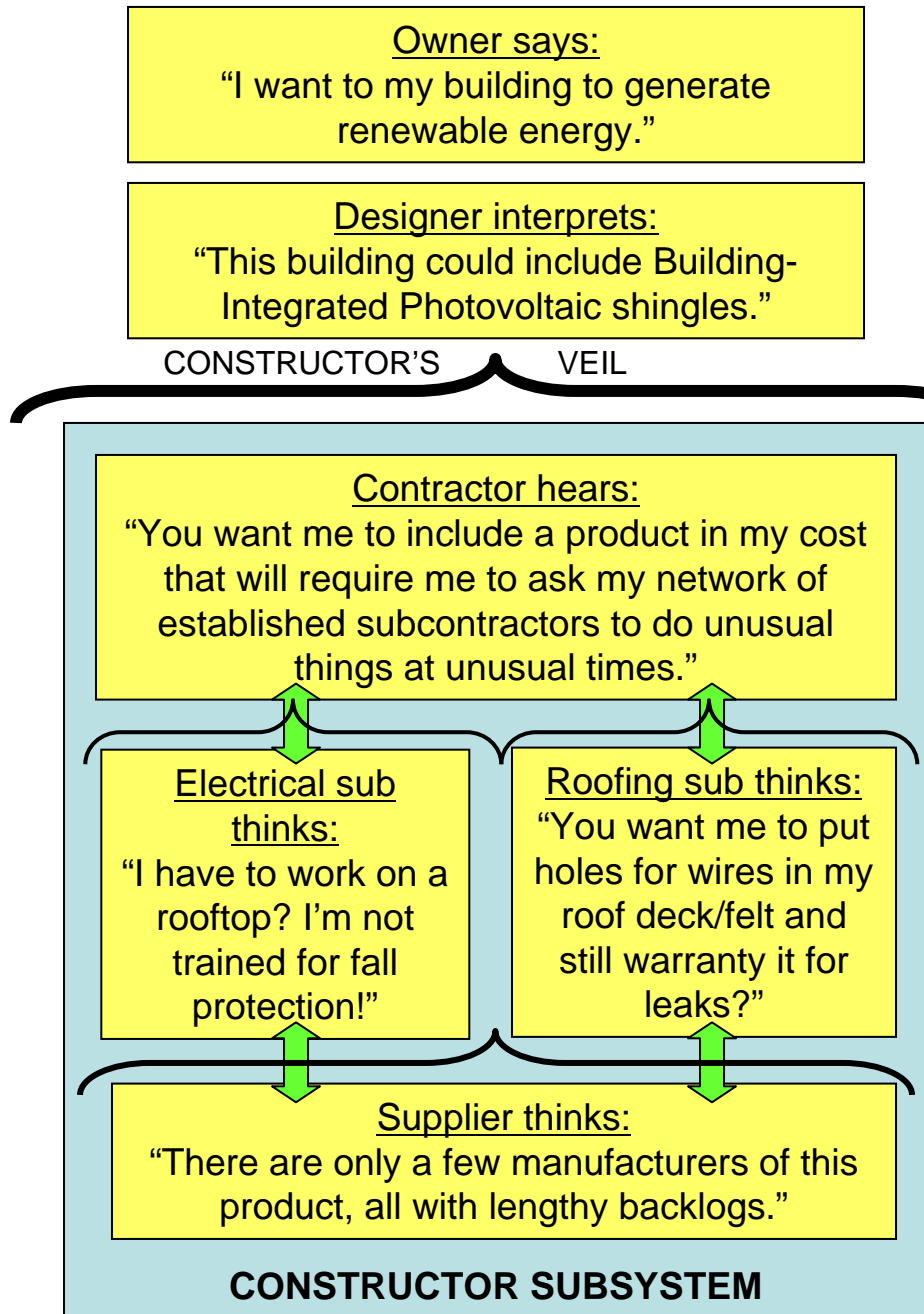 Owner says:
“I want to my building to generate
renewable energy.”
Designer interprets:
“This building could include Building-
Integrated Photovoltaic shingles.”
CONSTRUCTOR’S VEIL
Contractor hears:
“You want me to include a product in my cost
that will require me to ask my network of
established subcontractors to do unusual
things at unusual times.”
Electrical sub
thinks:
“I have to work on a
rooftop? I’m not
trained for fall
protection!”
Roofing sub thinks:
“You want me to put
holes for wires in my
roof deck/felt and
still warranty it for
leaks?”
Supplier thinks:
“There are only a few manufacturers of this
product, all with lengthy backlogs.”
CONSTRUCTOR SUBSYSTEM